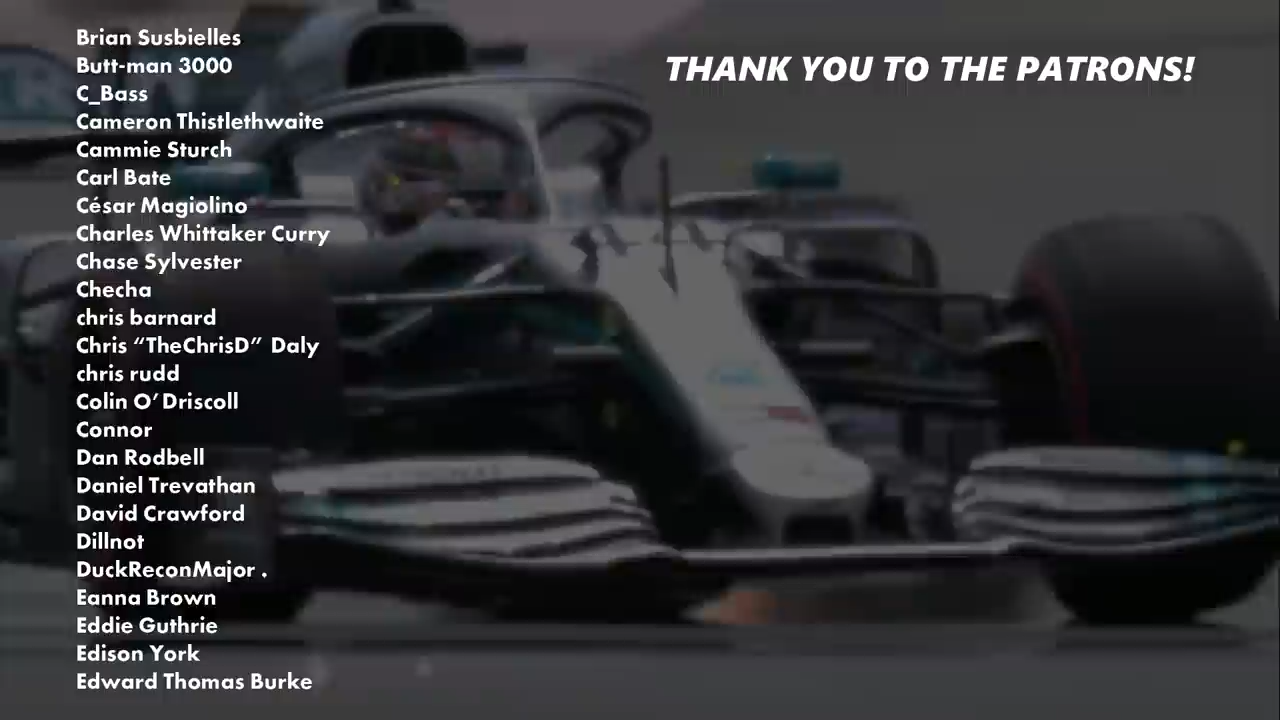 Brian Susbielles
Butt-man 3000
C_Bass
Cameron Thistlethwaite
Cammie Sturch
Carl Bate
César Magiolino
Charles Whittaker Curry
Chase Sylvester
Checha
chris barnard
Chris “TheChrisD” Daly
chris rudd
Colin O’Driscoll
Connor
Dan Rodbell
Daniel Trevathan
David Crawford
Dillnot
DuckReconMajor .
Eanna Brown
Eddie Guthrie
Edison York
Edward Thomas Burke
THANK YOU TO THE PATRONS!